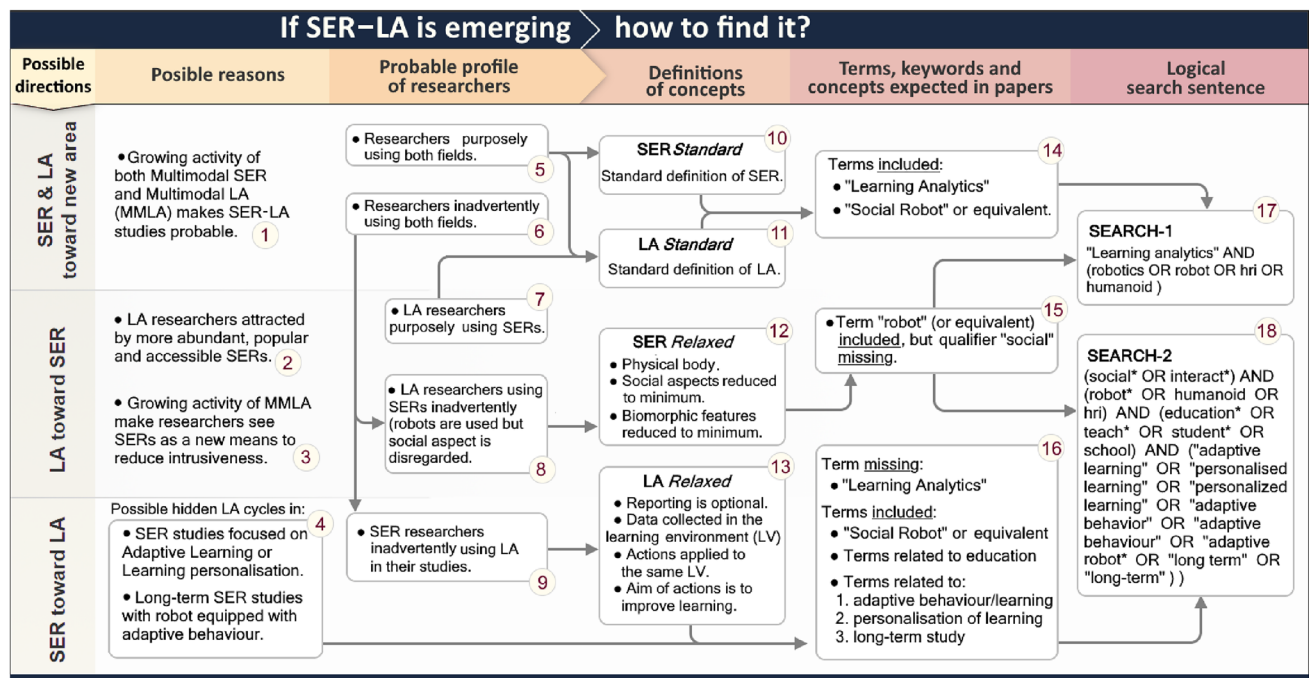 If SER–LA is emerging
how to find it?
Possible
directions
Posible reasons
Probable profile
of researchers
Definitions
of concepts
Terms, keywords and
concepts expected in papers
Logical
search sentence
SER & LA
toward new area
• Growing activity of
both Multimodal SER
and Multimodal LA
(MMLA) makes SER-LA
studies probable.
1
• Researchers purposely
using both fields.
5
• Researchers inadvertently
using both fields.
6
SER Standard
Standard definition of SER.
10
LA Standard
Standard definition of LA.
11
Terms included:
• "Learning Analytics"
• "Social Robot" or equivalent.
14
SEARCH-1
"Learning analytics" AND
(robotics OR robot OR hri OR
humanoid )
17
LA toward SER
• LA researchers attracted
by more abundant, popular
and accessible SERs.
2
• Growing activity of MMLA
make researchers see
SERs as a new means to
reduce intrusiveness.
3
• LA researchers
purposely using SERs.
7
• LA researchers using
SERs inadvertently
(robots are used but
social aspect is
disregarded.
8
SER Relaxed
• Physical body.
• Social aspects reduced
to minimum.
• Biomorphic features
reduced to minimum.
12
• Term "robot" (or equivalent)
included, but qualifier "social"
missing.
15
SEARCH-2
(social* OR interact*) AND
(robot* OR humanoid OR
hri) AND (education* OR
teach* OR student* OR
school) AND ("adaptive
learning" OR "personalised
learning" OR "personalized
learning" OR "adaptive
behavior" OR "adaptive
behaviour" OR "adaptive
robot* OR "long term" OR
"long-term" ) )
18
SER toward LA
Possible hidden LA cycles in:
• SER studies focused on
Adaptive Learning or
Learning personalisation.
• Long-term SER studies
with robot equipped with
adaptive behaviour.
4
• SER researchers
inadvertently using LA
in their studies.
9
LA Relaxed
• Reporting is optional.
• Data collected in the
learning environment (LV)
• Actions applied to
the same LV.
• Aim of actions is to
improve learning.
13
Term missing:
• "Learning Analytics"
Terms included:
• "Social Robot" or equivalent
• Terms related to education
• Terms related to:
1. adaptive behaviour/learning
2. personalisation of learning
3. long-term study
16